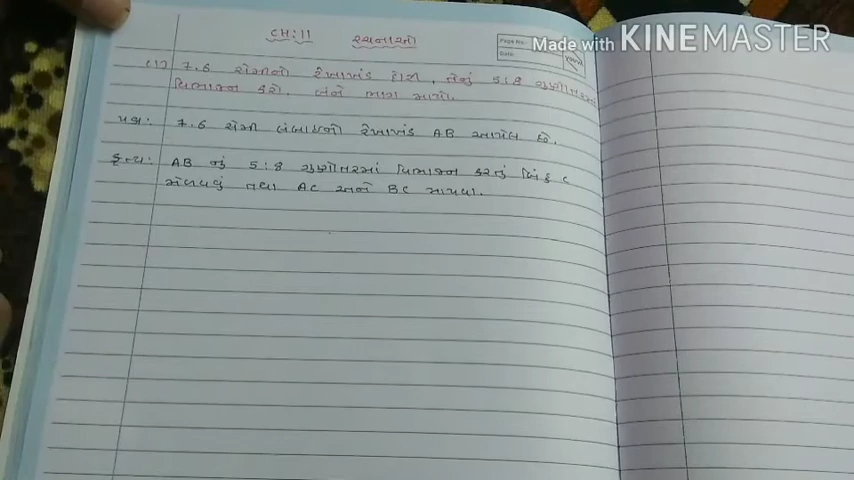 CH:11 રચનાઓ
Page No.
Date
Made with KINEMASTER
(1) 7.6 સેમીનો રેખાખંડ દોરો, તેનું 5:8 ગુણોત્તરમાં
વિભાજન કરો. બંને ભાગ માપો.
પક્ષ: 7.6 સેમી લંબાઇનો રેખાખંડ AB આપેલ છે.
કૃત્ય: AB નું 5:8 ગુણોત્તરમાં વિભાજન કરતું બિંદુ C
મેળવવું તથા AC અને BC માપવા.